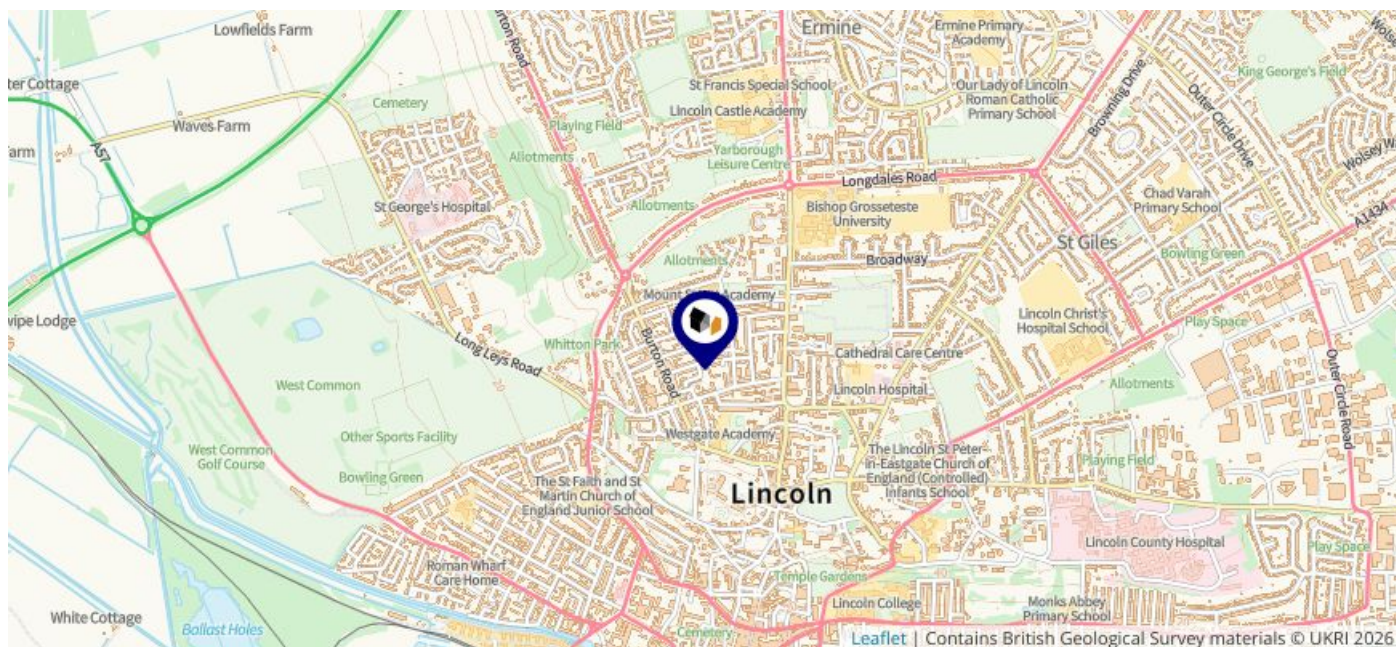 Lowfields Farm
Burton Road
Ermine
Ermine Primary
Academy
King George's Field
Cottage
Cemetery
St Francis Special School
Lincoln Castle Academy
Our Lady of Lincoln
Roman Catholic
Primary School
Browning Drive
Outer Circle Drive
Waves Farm
A57
Playing Field
Allotments
Yarborough
Leisure Centre
Longdales Road
St George's Hospital
Allotments
Bishop Grosseteste
University
Chad Varah
Primary School
A1434
St Giles
Bowling Green
Allotments
Broadway
Mount Street Academy
Lincoln Christ's
Hospital School
Play Space
Lodge
Long Leys Road
Whitton Park
Burton Road
Cathedral Care Centre
Lincoln Hospital
Allotments
Outer Circle Road
West Common
Other Sports Facility
West Common
Golf Course
Bowling Green
Westgate Academy
The St Faith and St
Martin Church of
England Junior School
Lincoln
The Lincoln St Peter-
in-Eastgate Church of
England (Controlled)
Infants School
Playing Field
Lincoln County Hospital
Play Space
Roman Wharf
Care Home
Temple Gardens
Lincoln College
Monks Abbey
Primary School
White Cottage
Ballast Holes
Cemetery
Leaflet | Contains British Geological Survey materials © UKRI 2026